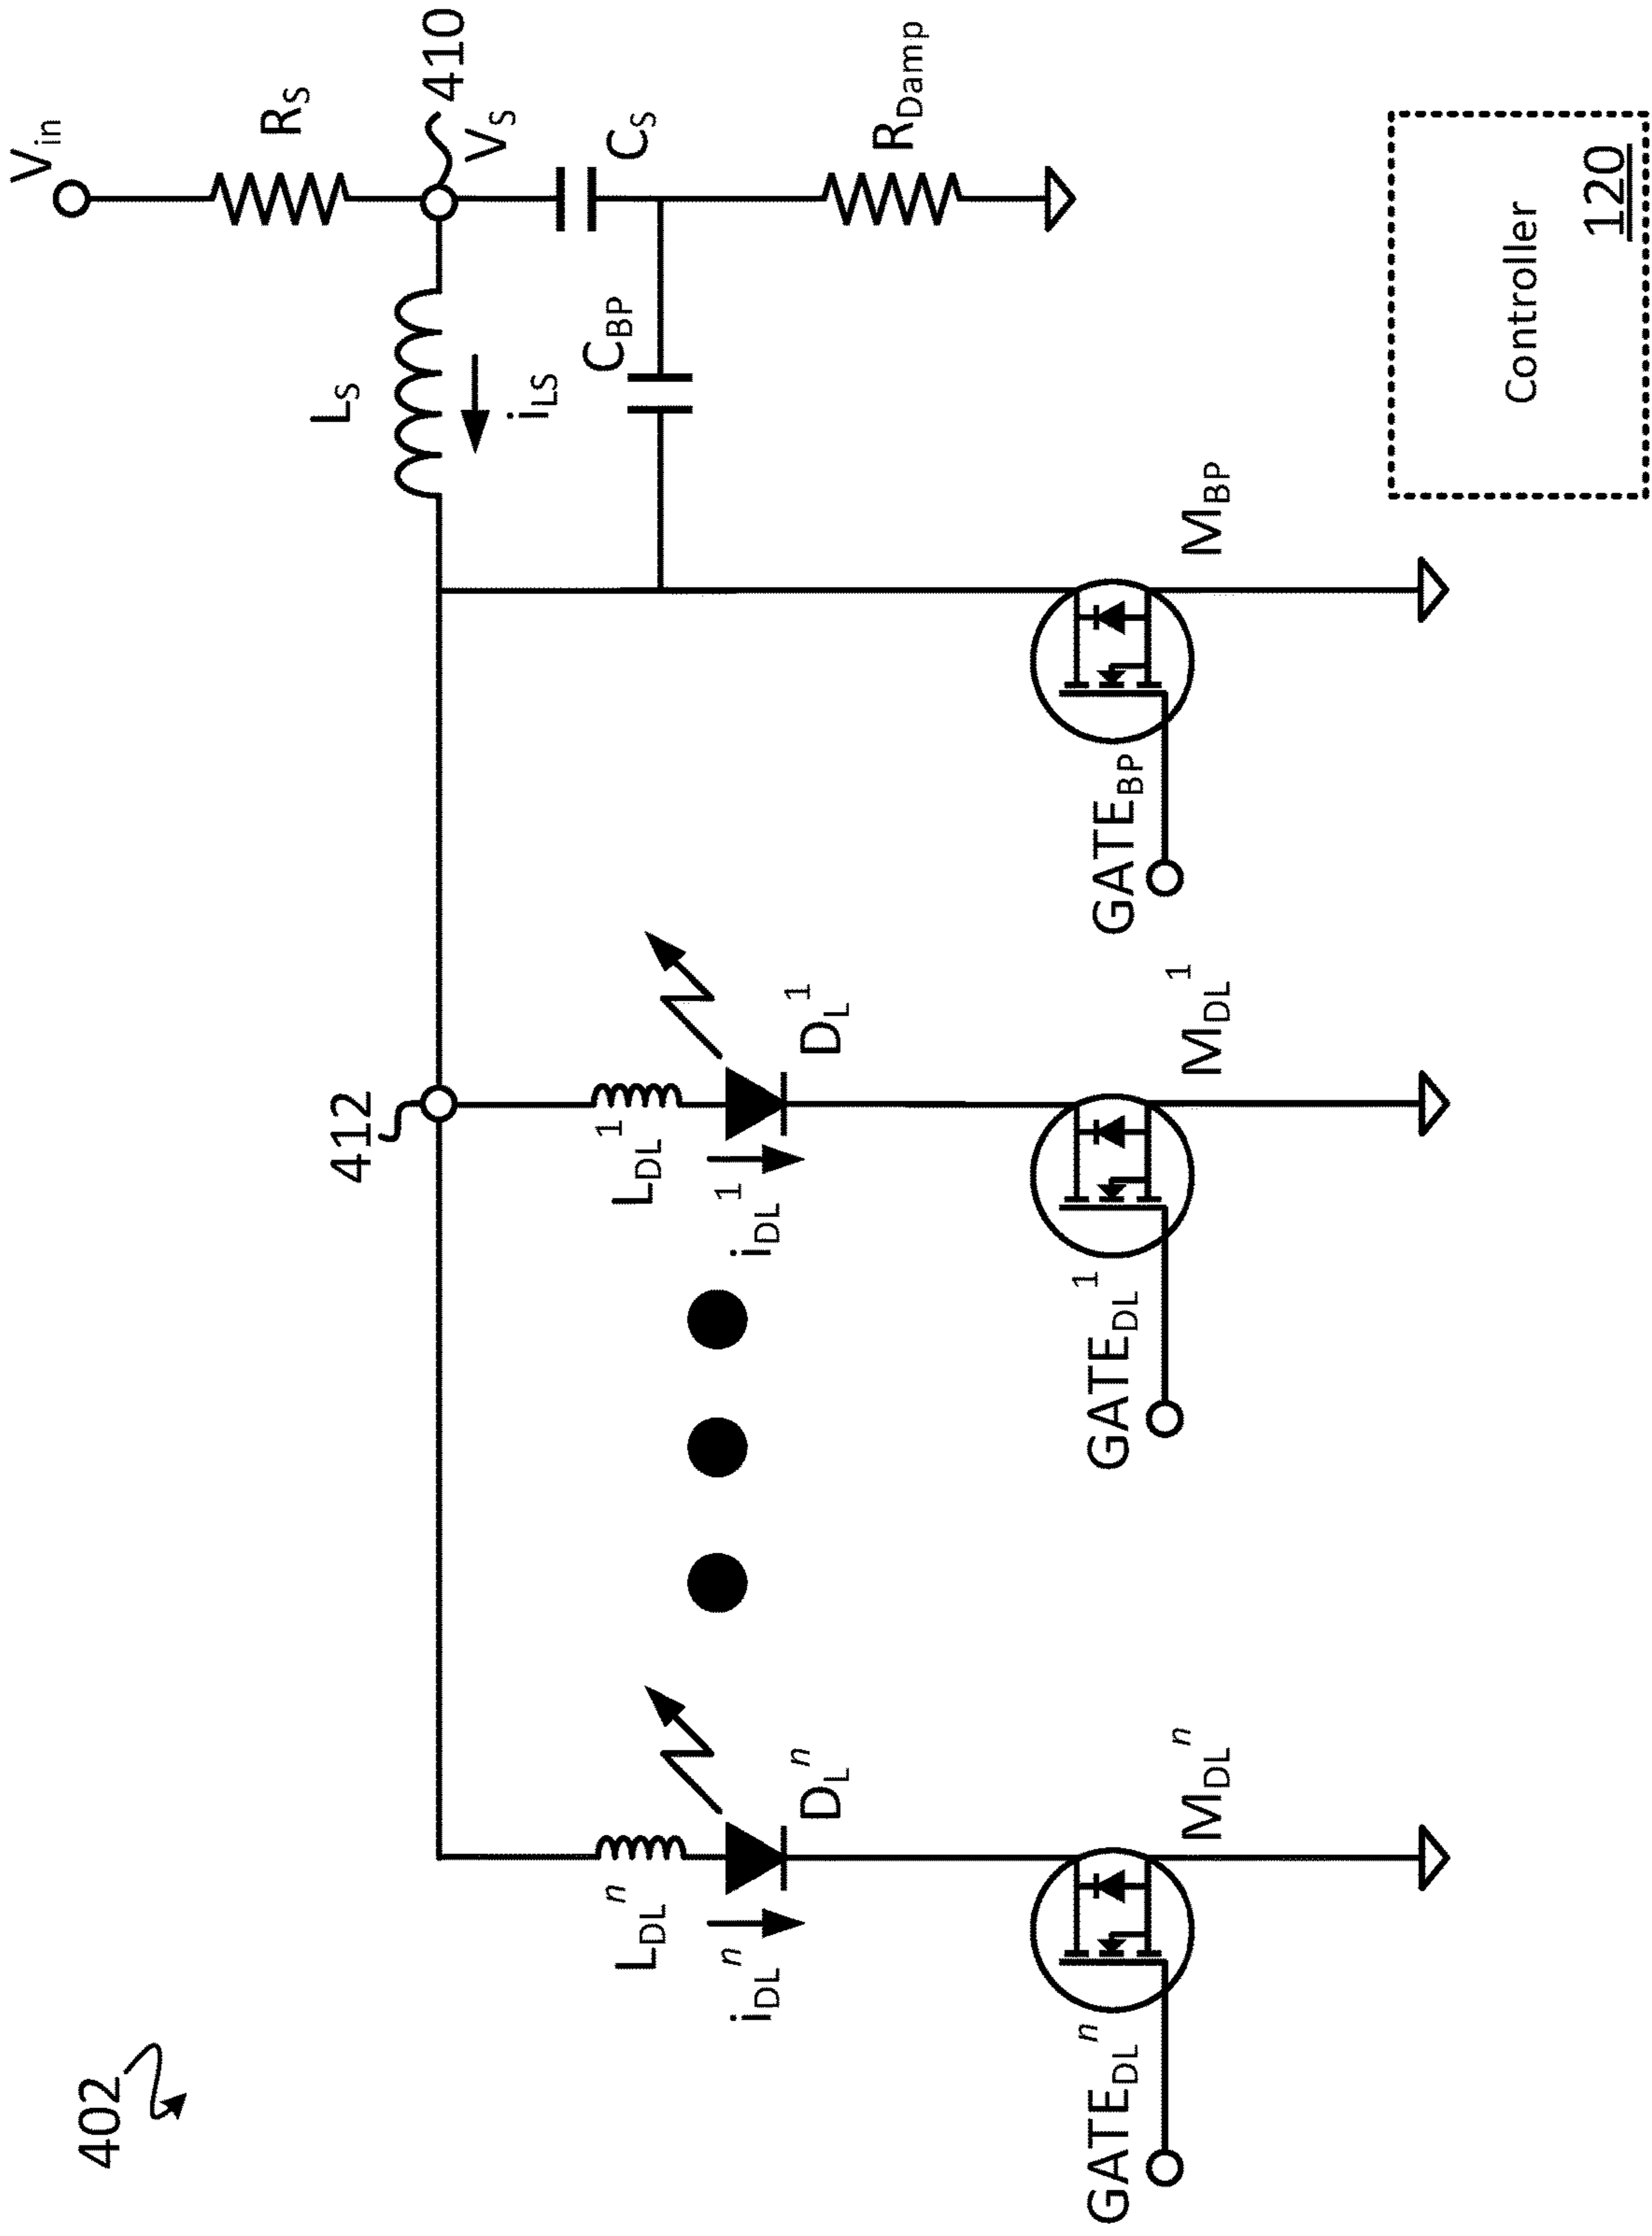 402
Vin
RS
410
VS
LS
iLS
CS
CBP
RDamp
412
LDL1
iDL1
DL1
LDLn
iDLn
DLn
GATEDLn
MDLn
GATEDL1
MDL1
GATEBP
MBP
Controller
120